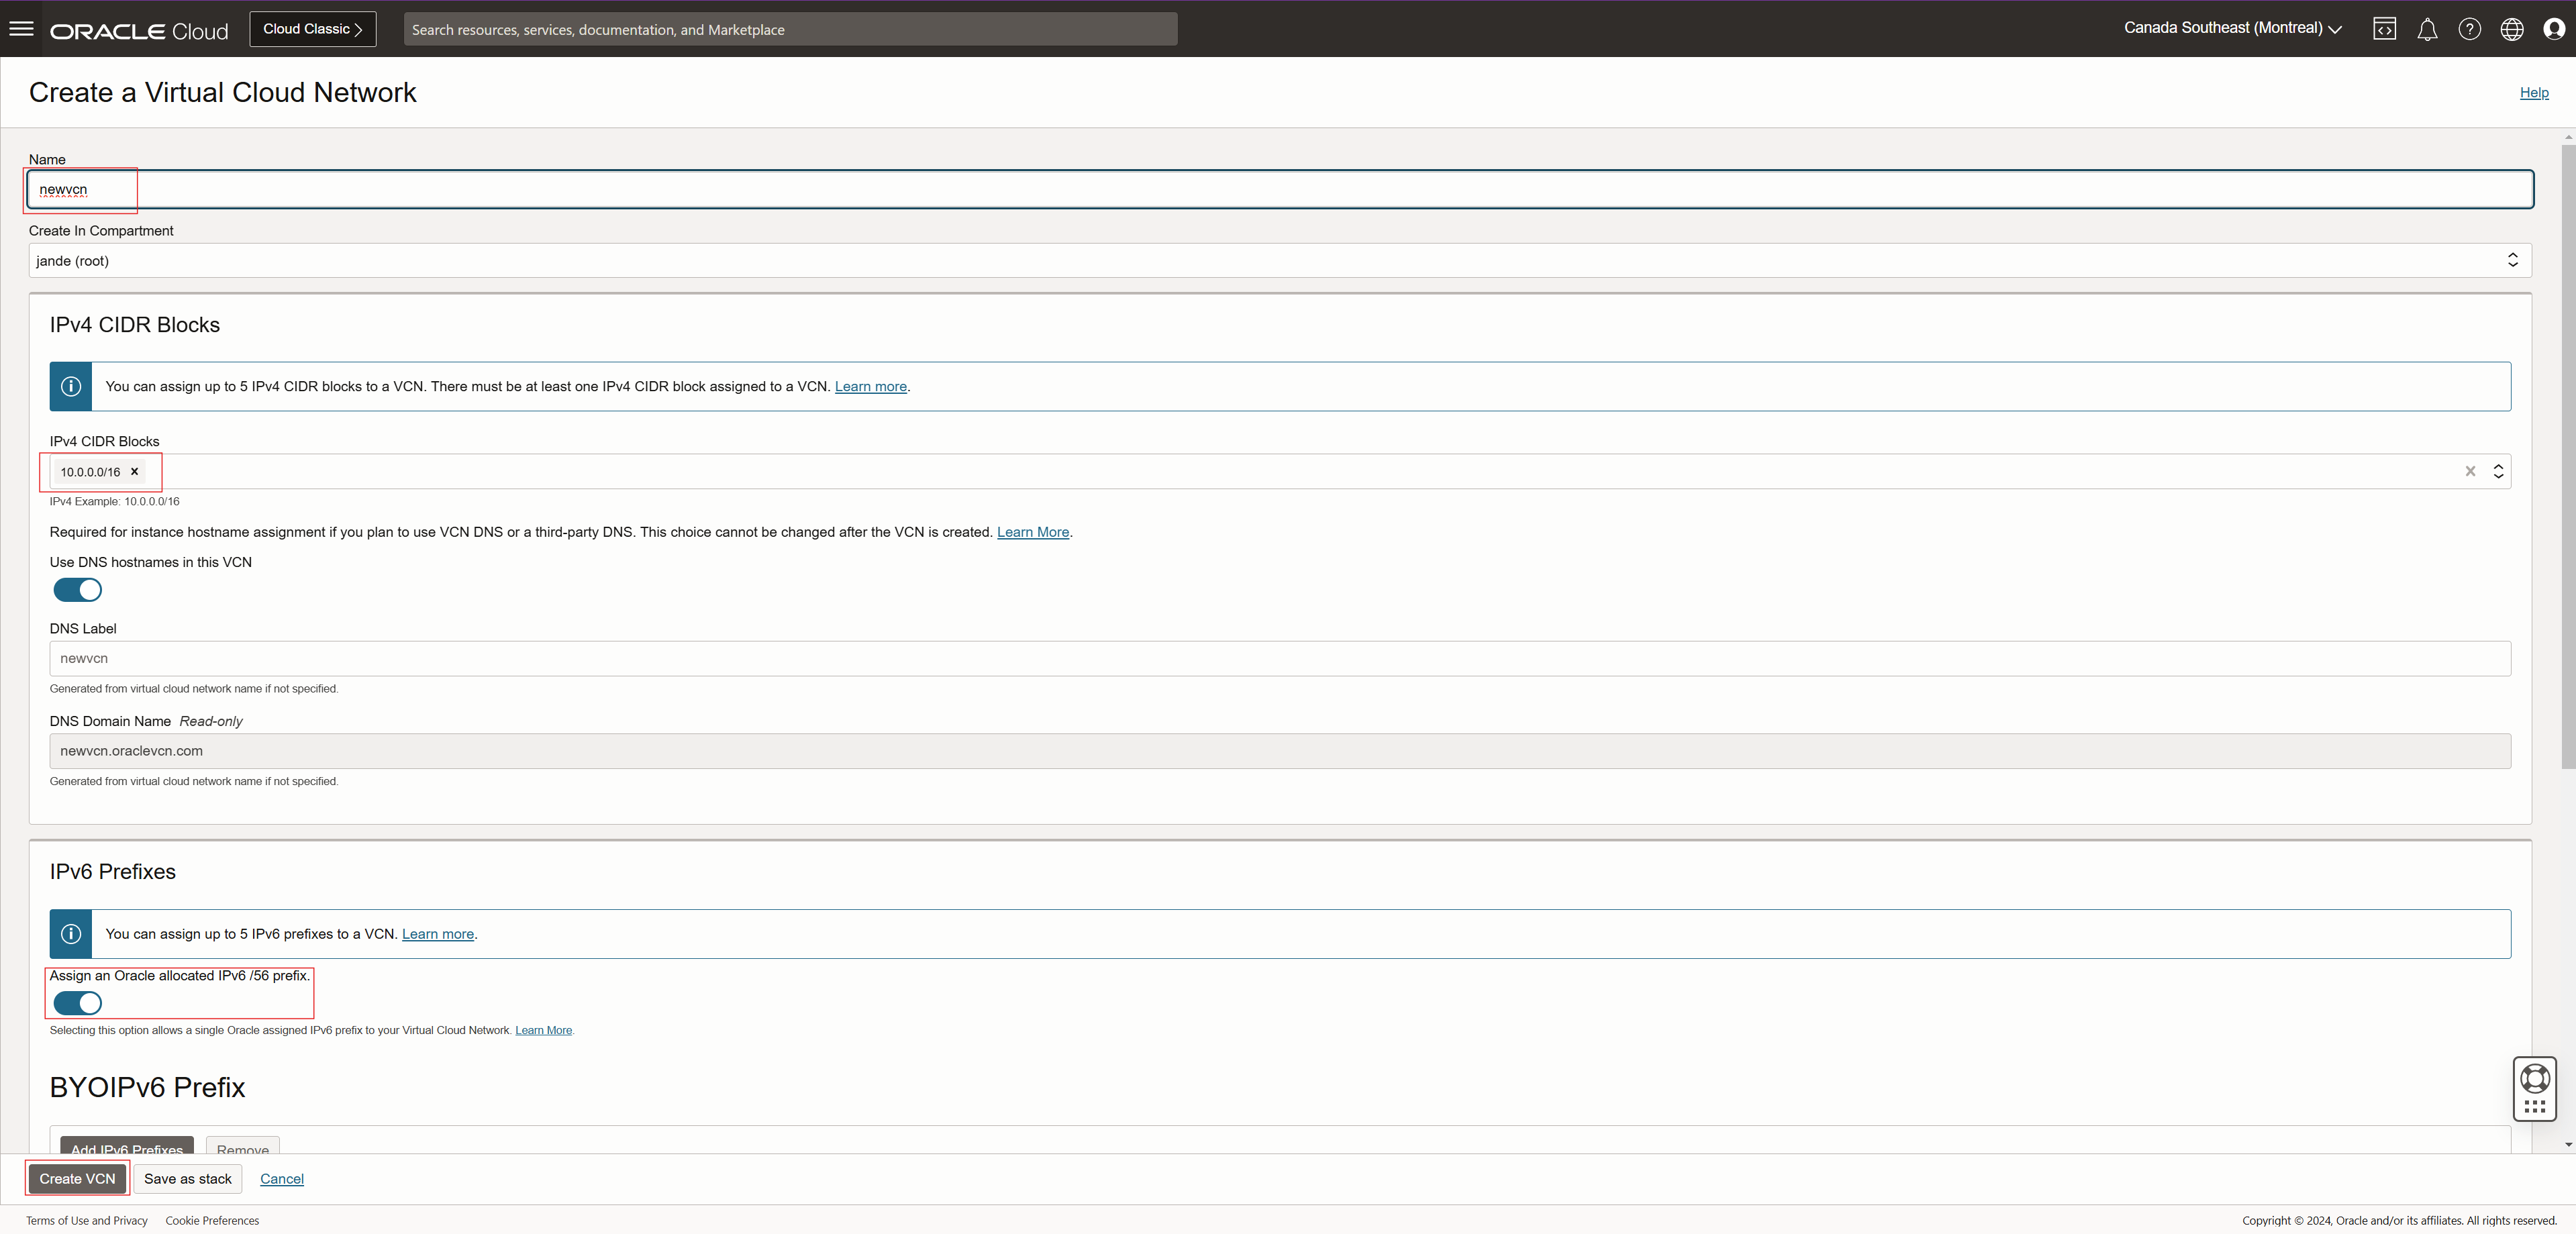 ORACLE Cloud
Cloud Classic
Search resources, services, documentation, and Marketplace
Canada Southeast (Montreal)
Create a Virtual Cloud Network
Help
Name
newvcn
Create In Compartment
jande (root)
IPv4 CIDR Blocks
You can assign up to 5 IPv4 CIDR blocks to a VCN. There must be at least one IPv4 CIDR block assigned to a VCN. Learn more.
IPv4 CIDR Blocks
10.0.0.0/16
IPv4 Example: 10.0.0.0/16
Required for instance hostname assignment if you plan to use VCN DNS or a third-party DNS. This choice cannot be changed after the VCN is created. Learn More.
Use DNS hostnames in this VCN
DNS Label
newvcn
Generated from virtual cloud network name if not specified.
DNS Domain Name Read-only
newvcn.oraclevcn.com
Generated from virtual cloud network name if not specified.
IPv6 Prefixes
You can assign up to 5 IPv6 prefixes to a VCN. Learn more.
Assign an Oracle allocated IPv6 /56 prefix.
Selecting this option allows a single Oracle assigned IPv6 prefix to your Virtual Cloud Network. Learn More.
BYOIPv6 Prefix
Add IPv6 Prefixes Remove
Create VCN Save as stack Cancel
Terms of Use and Privacy Cookie Preferences
Copyright © 2024, Oracle and/or its affiliates. All rights reserved.